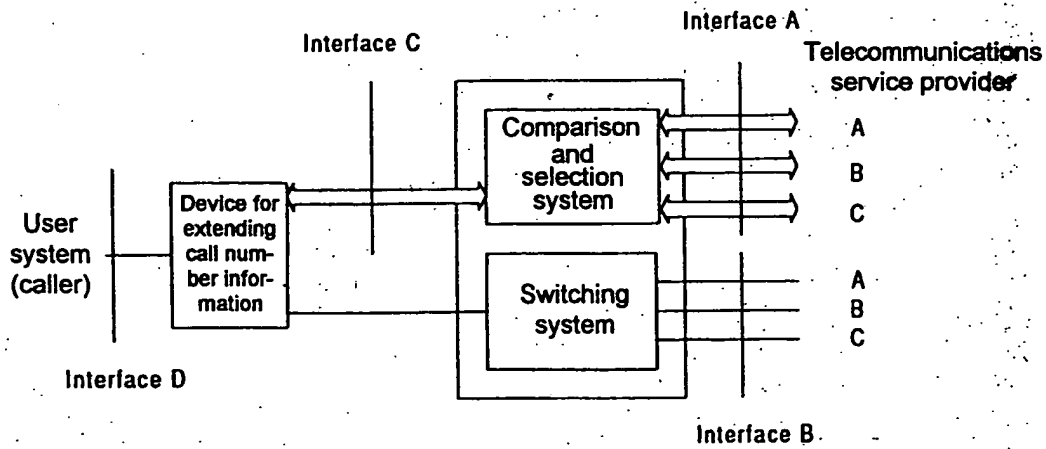 Interface A
Interface C
Telecommunications
service provider
Comparison
and
selection
system
A
B
C
User
system
(caller)
Device for
extending
call num-
ber infor-
mation
Switching
system
A
B
C
Interface D
Interface B